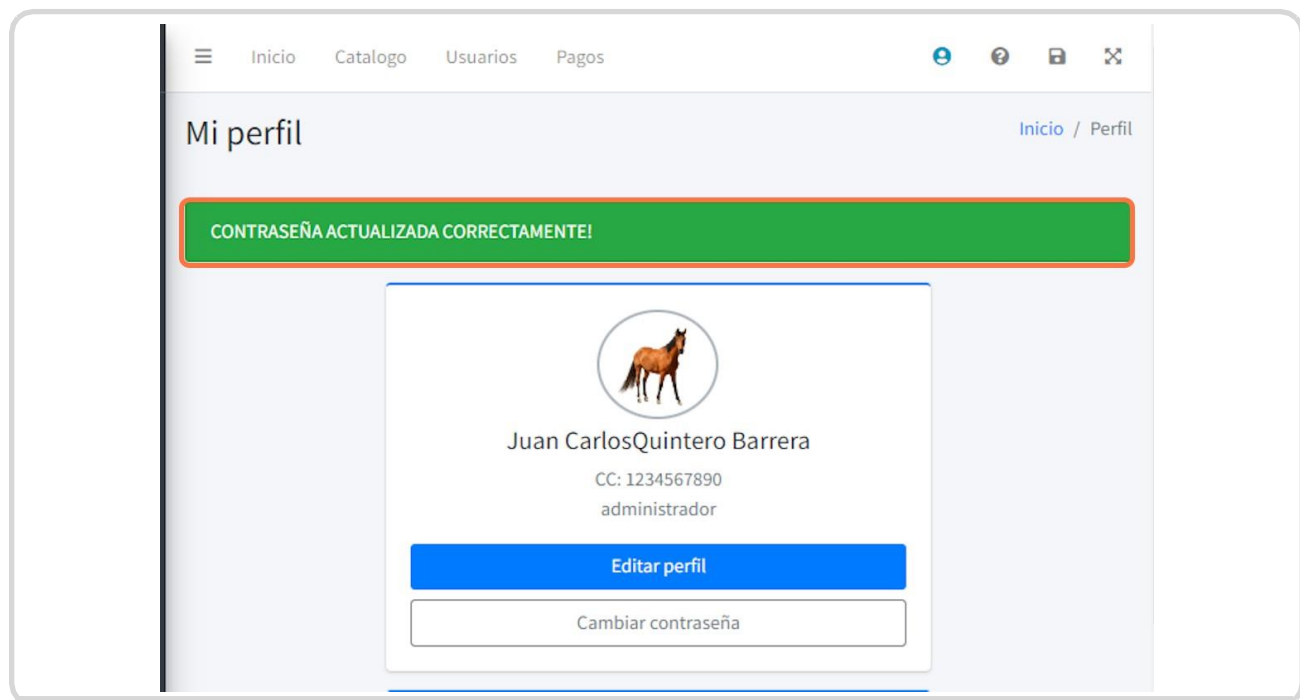 Inicio Catalogo Usuarios Pagos
Mi perfil
Inicio / Perfil
CONTRASEÑA ACTUALIZADA CORRECTAMENTE!
Juan CarlosQuintero Barrera
CC: 1234567890
administrador
Editar perfil
Cambiar contraseña